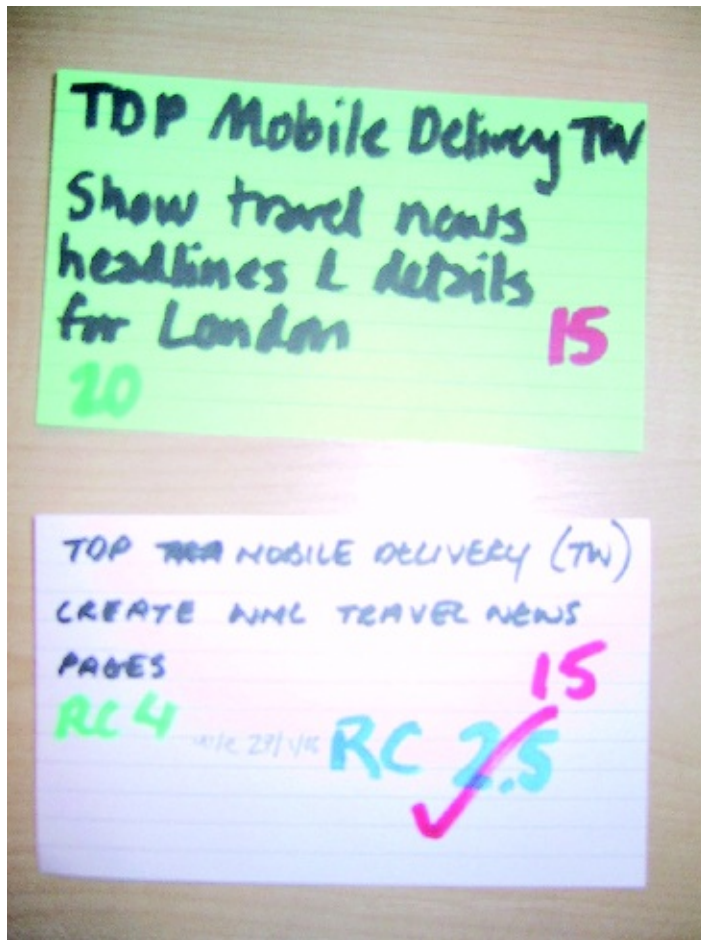 TOP Mobile Delivery TW
Show travel news
headlines & details
for London
15
20
TOP MOBILE DELIVERY (TW)
CREATE WML TRAVEL NEWS
PAGES
15
RC 4
RC 2.5